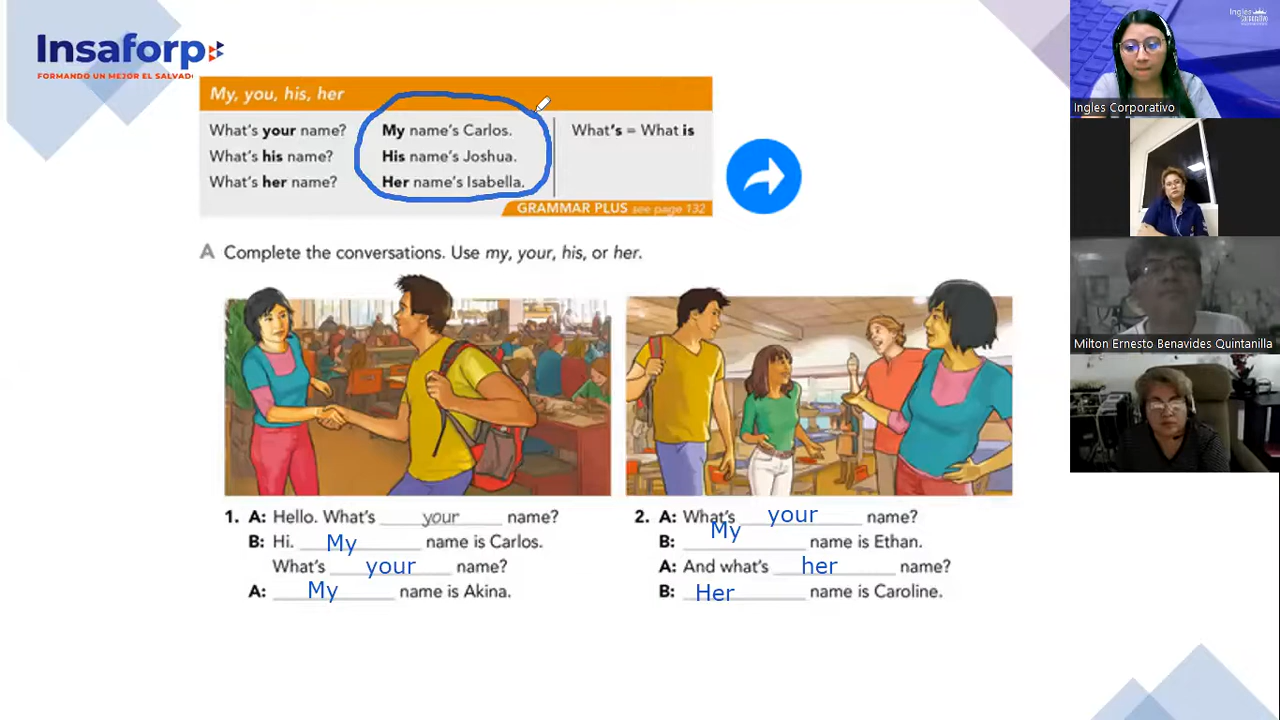 Insaforp
FORMANDO UN MEJOR EL SALVAD
My, you, his, her
What's your name? My name's Carlos. What's = What is
What's his name? His name's Joshua.
What's her name? Her name's Isabella.
GRAMMAR PLUS see page 132
A Complete the conversations. Use my, your, his, or her.
1. A: Hello. What's your name?
B: Hi. My name is Carlos.
What's your name?
A: My name is Akina.
2. A: What's your name?
B: My name is Ethan.
A: And what's her name?
B: Her name is Caroline.
Ingles Corporativo
Milton Ernesto Benavides Quintanilla